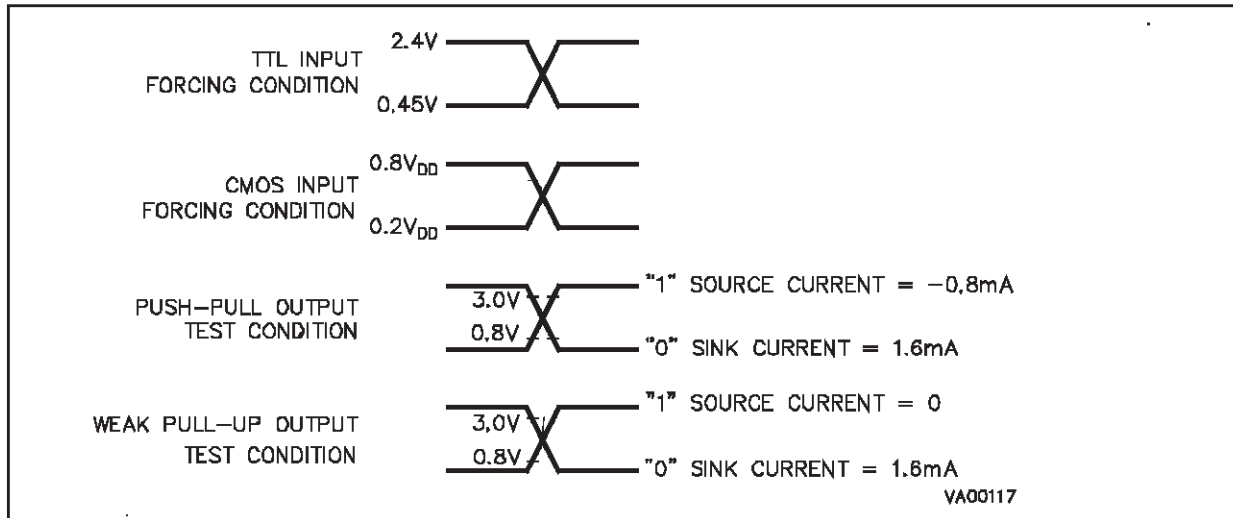 TTL INPUT
FORCING CONDITION
2.4V
0.45V
CMOS INPUT
FORCING CONDITION
0.8VDD
0.2VDD
PUSH-PULL OUTPUT
TEST CONDITION
3.0V
0.8V
"1" SOURCE CURRENT = -0.8mA
"0" SINK CURRENT = 1.6mA
WEAK PULL-UP OUTPUT
TEST CONDITION
3.0V
0.8V
"1" SOURCE CURRENT = 0
"0" SINK CURRENT = 1.6mA
VA00117